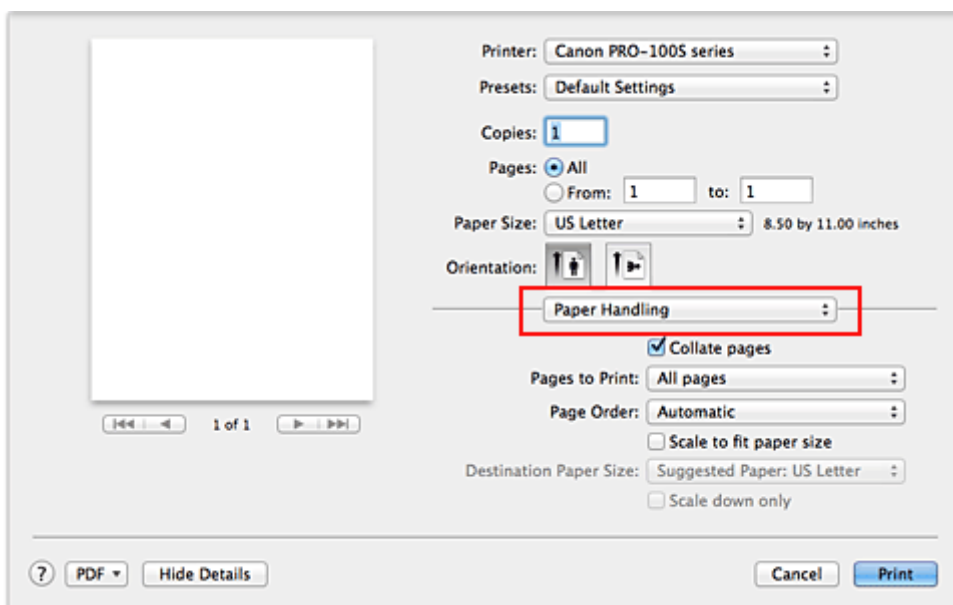 Printer: Canon PRO-100S series
Presets: Default Settings
Copies: 1
Pages: All
From: 1 to: 1
Paper Size: US Letter 8.50 by 11.00 inches
Orientation:
Paper Handling
Collate pages
Pages to Print: All pages
Page Order: Automatic
1 of 1
Scale to fit paper size
Destination Paper Size: Suggested Paper: US Letter
Scale down only
? PDF Hide Details Cancel Print